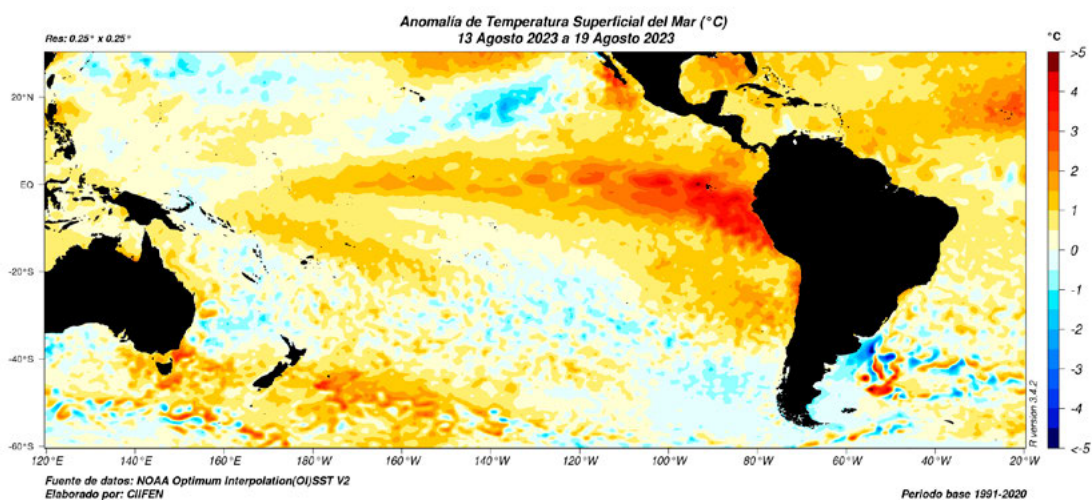 Anomalía de Temperatura Superficial del Mar (°C)
Res: 0.25° x 0.25°
13 Agosto 2023 a 19 Agosto 2023
°C
>5
4
3
2
1
0
-1
-2
-3
-4
<-5
20°N
EQ
20°S
40°S
60°S
120°E
140°E
160°E
180°W
160°W
140°W
120°W
100°W
80°W
60°W
40°W
20°W
R version 3.4.2
Fuente de datos: NOAA Optimum Interpolation(OI)SST V2
Elaborado por: CIIFEN
Periodo base 1991-2020